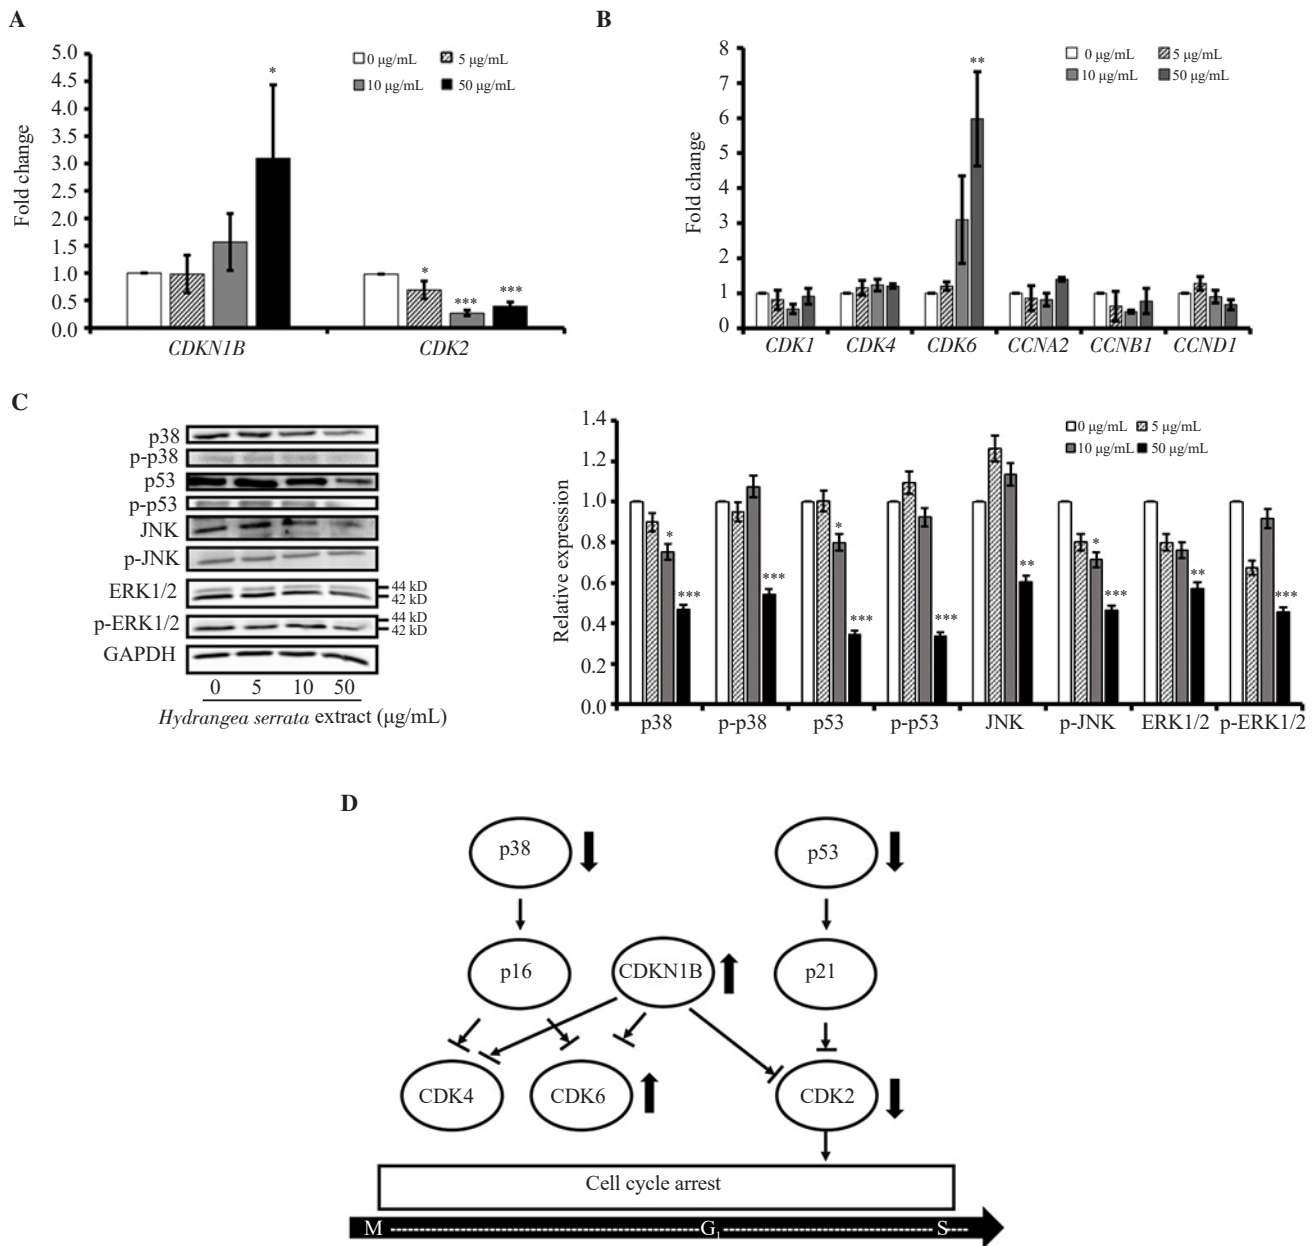 A
Fold change
5.0
4.5
4.0
3.5
3.0
2.5
2.0
1.5
1.0
0.5
0.0
0 μg/mL
5 μg/mL
10 μg/mL
50 μg/mL
*
*
***
***
CDKN1B
CDK2
B
Fold change
8
7
6
5
4
3
2
1
0
0 μg/mL
5 μg/mL
10 μg/mL
50 μg/mL
**
CDK1
CDK4
CDK6
CCNA2
CCNB1
CCND1
C
p38
p-p38
p53
p-p53
JNK
p-JNK
ERK1/2
44 kD
42 kD
p-ERK1/2
44 kD
42 kD
GAPDH
0 5 10 50
Hydrangea serrata extract (μg/mL)
Relative expression
1.4
1.2
1.0
0.8
0.6
0.4
0.2
0.0
0 μg/mL
5 μg/mL
10 μg/mL
50 μg/mL
*
***
***
*
***
***
**
*
***
**
***
p38
p-p38
p53
p-p53
JNK
p-JNK
ERK1/2
p-ERK1/2
D
p38
p53
p16
CDKN1B
p21
CDK4
CDK6
CDK2
Cell cycle arrest
M
G1
S